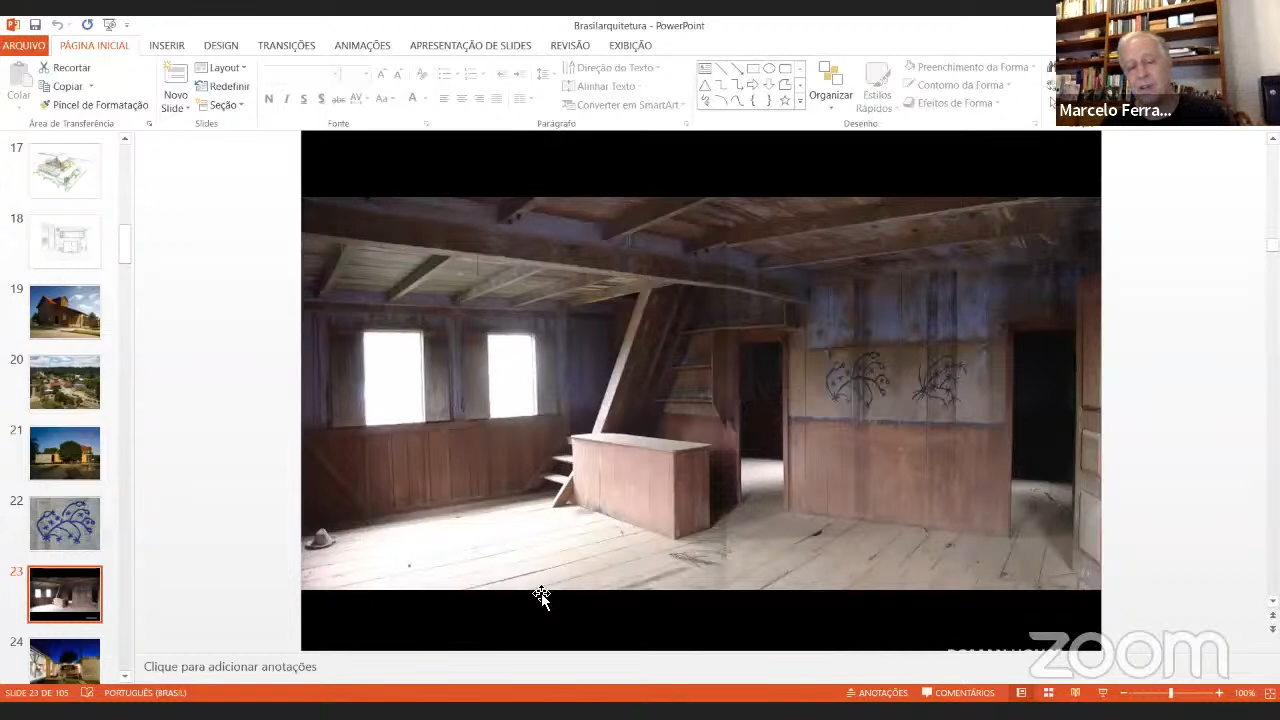 Brasilarquitetura - PowerPoint
ARQUIVO PÁGINA INICIAL INSERIR DESIGN TRANSIÇÕES ANIMAÇÕES APRESENTAÇÃO DE SLIDES REVISÃO EXIBIÇÃO
Colar
Recortar
Copiar
Pincel de Formatação
Área de Transferência
Novo
Slide
Layout
Redefinir
Seção
Slides
N I S S abc AV Aa A
Fonte
Direção do Texto
Alinhar Texto
Converter em SmartArt
Parágrafo
Organizar
Estilos
Rápidos
Preenchimento da Forma
Contorno da Forma
Efeitos de Forma
Desenho
Marcelo Ferra...
17
18
19
20
21
22
23
24
zoom
Clique para adicionar anotações
SLIDE 23 DE 105 PORTUGUÊS (BRASIL) ANOTAÇÕES COMENTÁRIOS 100%